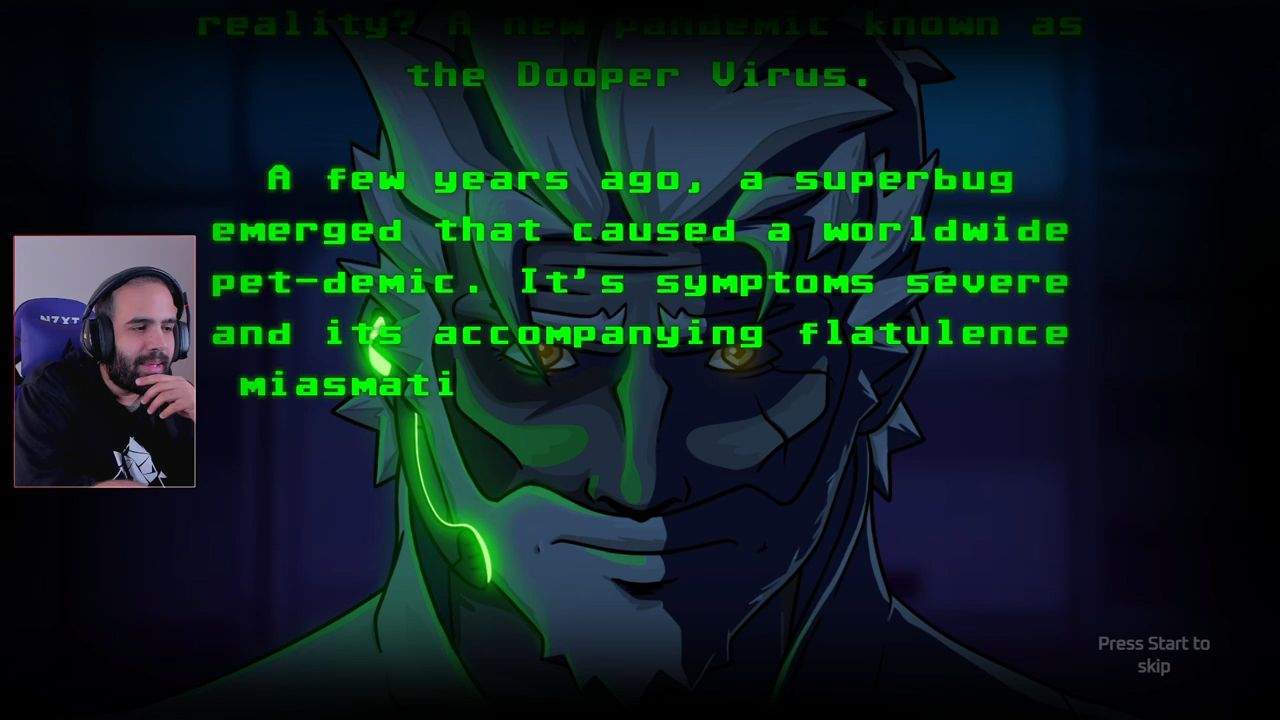 reality? A new pandemic known as
the Dooper Virus.
A few years ago, a superbug
emerged that caused a worldwide
pet-demic. It's symptoms severe
and its accompanying flatulence
miasmati
NZXT
Press Start to
skip